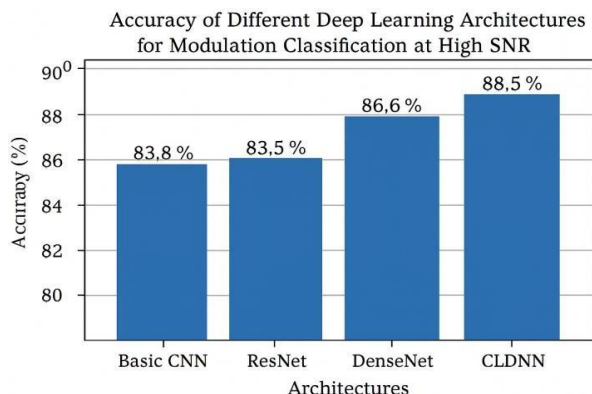 Accuracy of Different Deep Learning Architectures
for Modulation Classification at High SNR
90⁰
88
86
84
82
80
Accuraby (%)
83,8 %
83,5 %
86,6 %
88,5 %
Basic CNN ResNet DenseNet CLDNN
Architectures